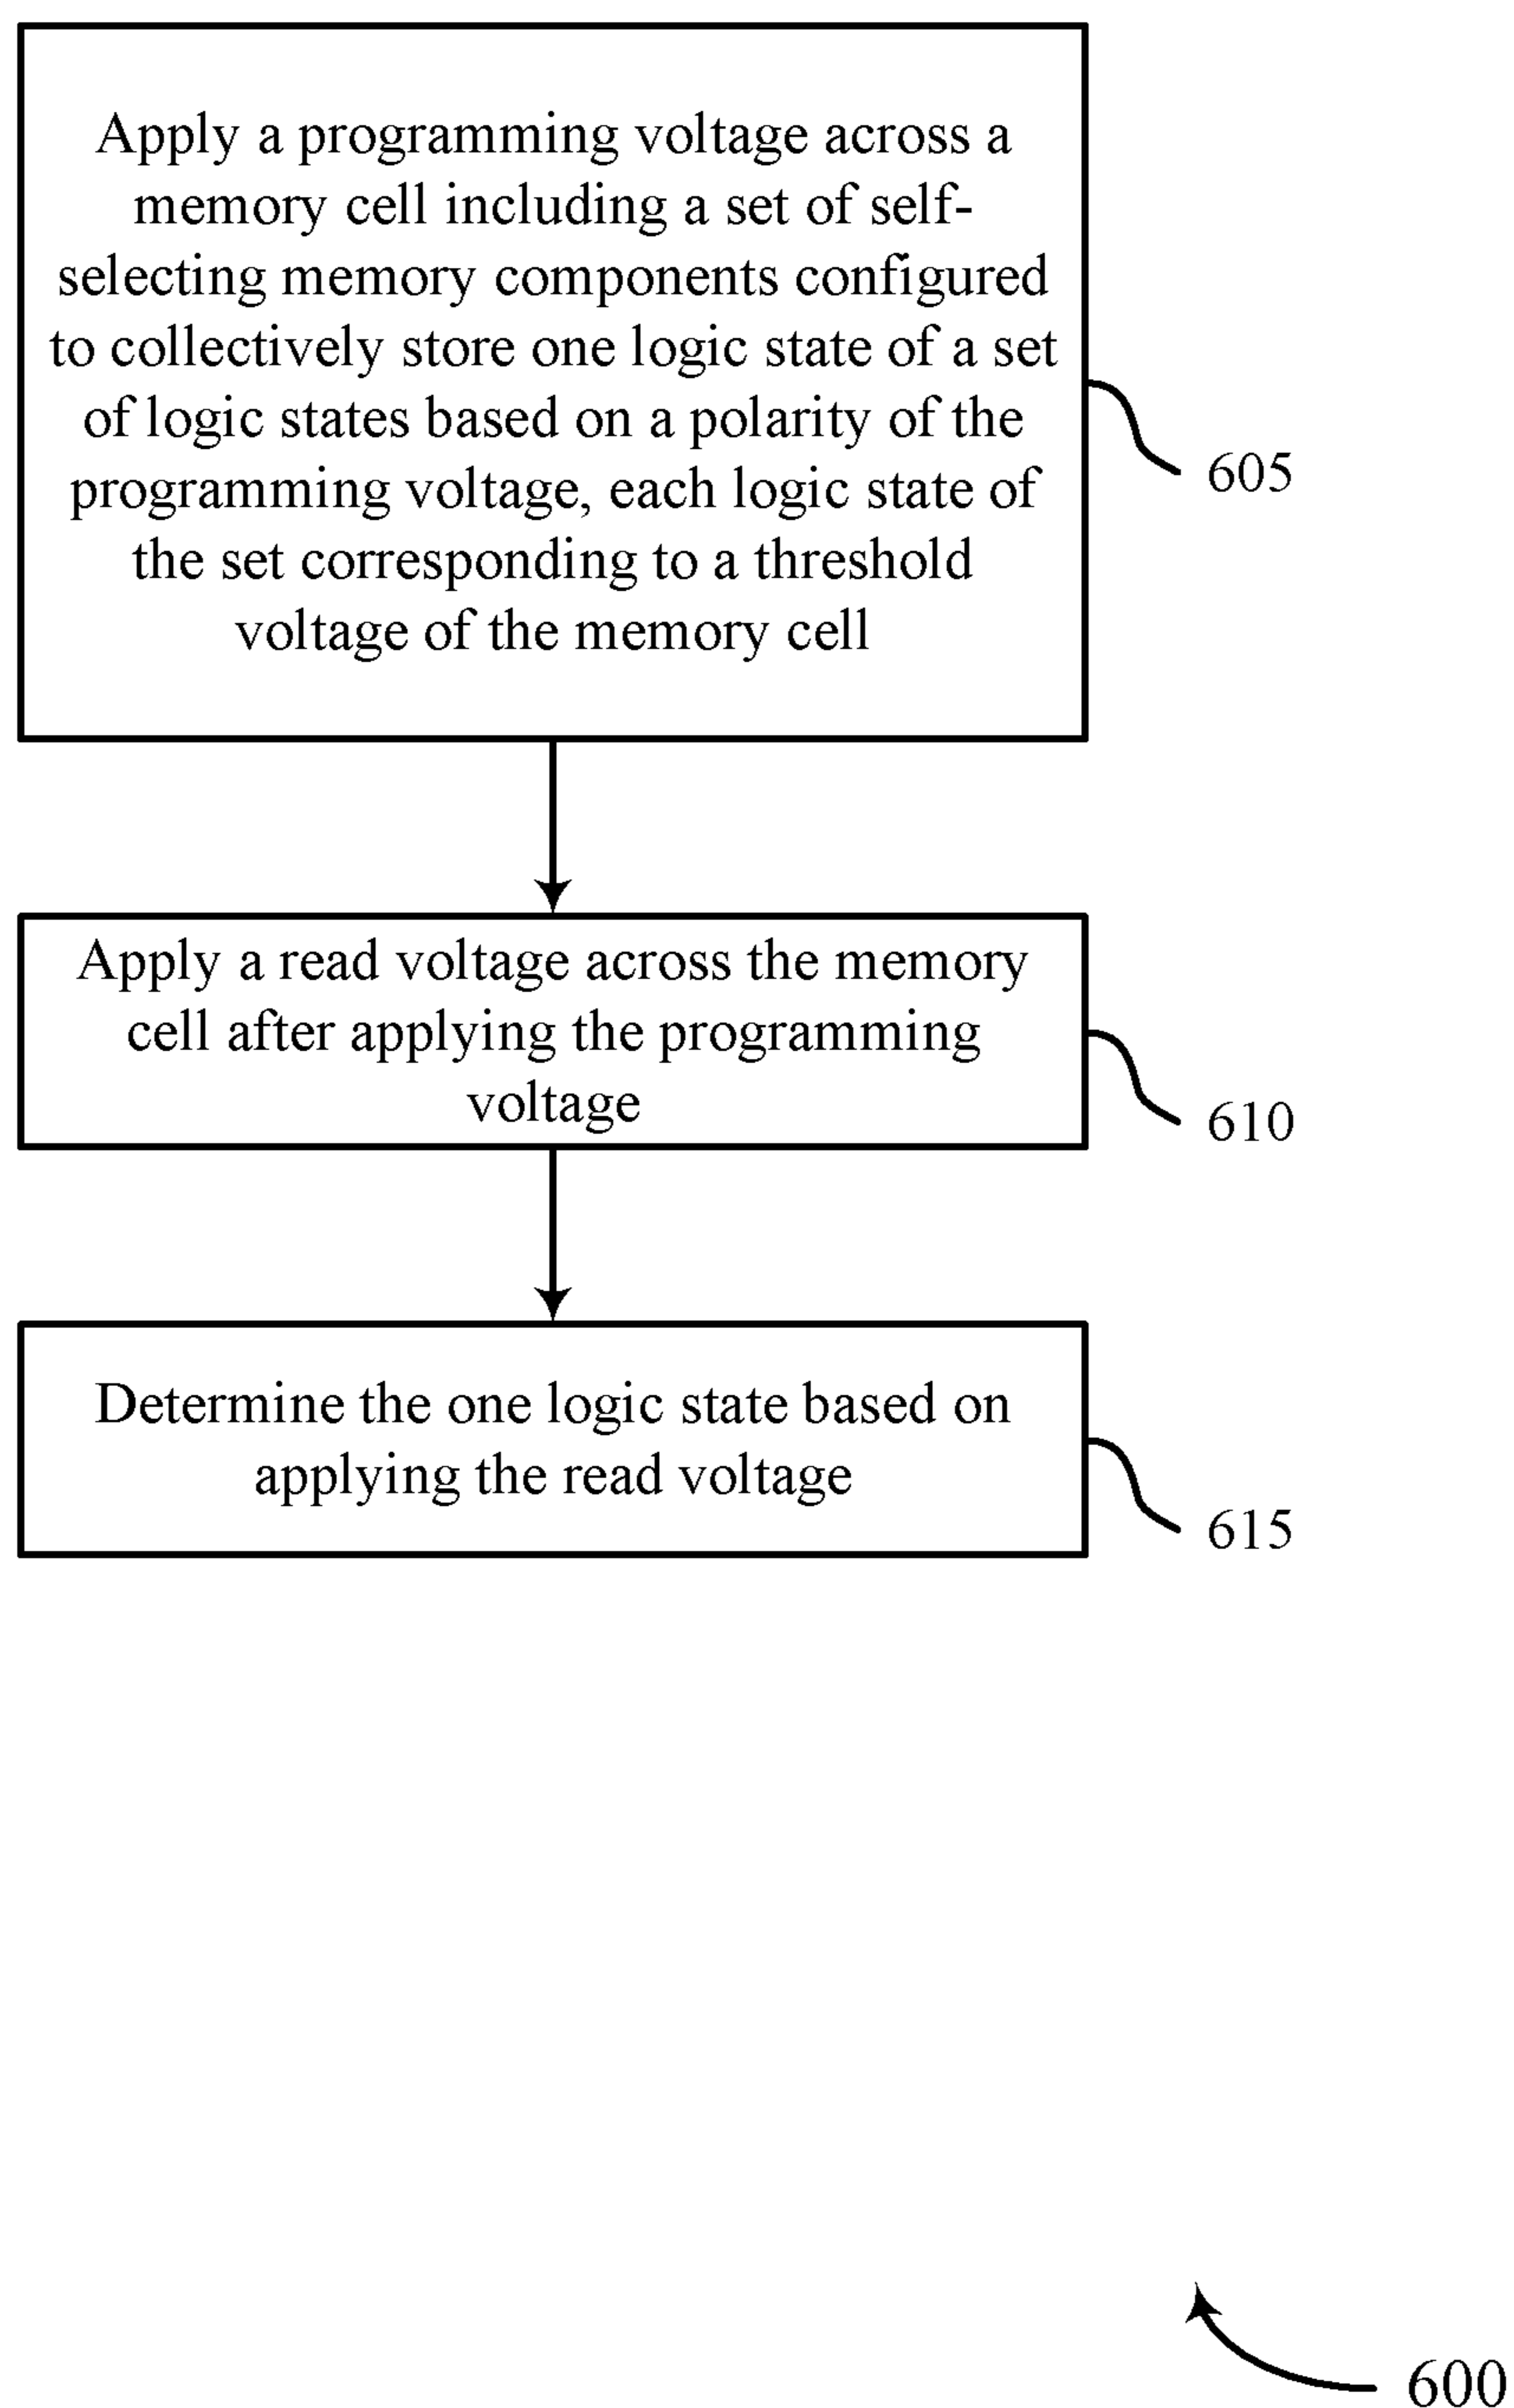 Apply a programming voltage across a
memory cell including a set of self-
selecting memory components configured
to collectively store one logic state of a set
of logic states based on a polarity of the
programming voltage, each logic state of
the set corresponding to a threshold
voltage of the memory cell
605
Apply a read voltage across the memory
cell after applying the programming
voltage
610
Determine the one logic state based on
applying the read voltage
615
600